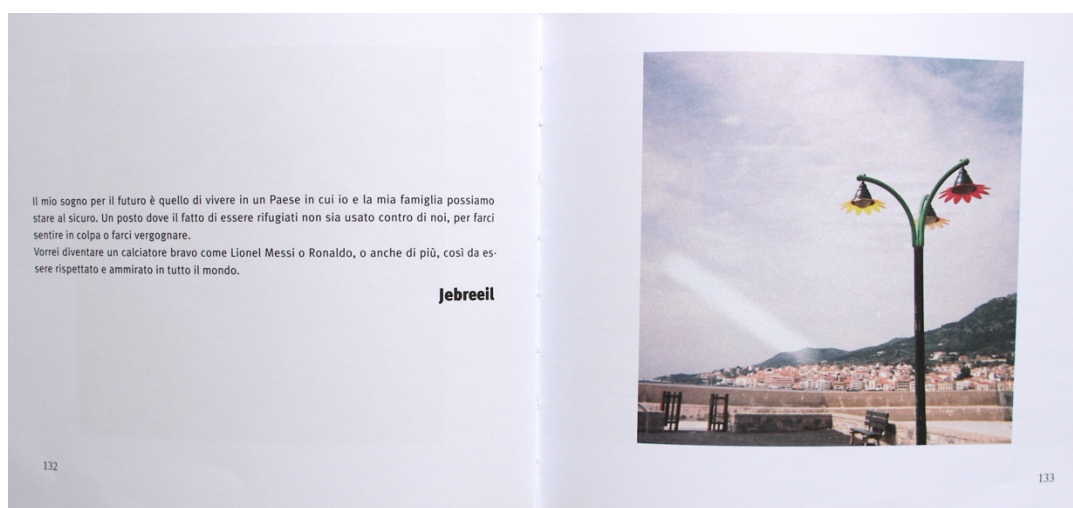 Il mio sogno per il futuro è quello di vivere in un Paese in cui io e la mia famiglia possiamo
stare al sicuro. Un posto dove il fatto di essere rifugiati non sia usato contro di noi, per farci
sentire in colpa o farci vergognare.
Vorrei diventare un calciatore bravo come Lionel Messi o Ronaldo, o anche di più, così da es-
sere rispettato e ammirato in tutto il mondo.
Jebreeil
132
133